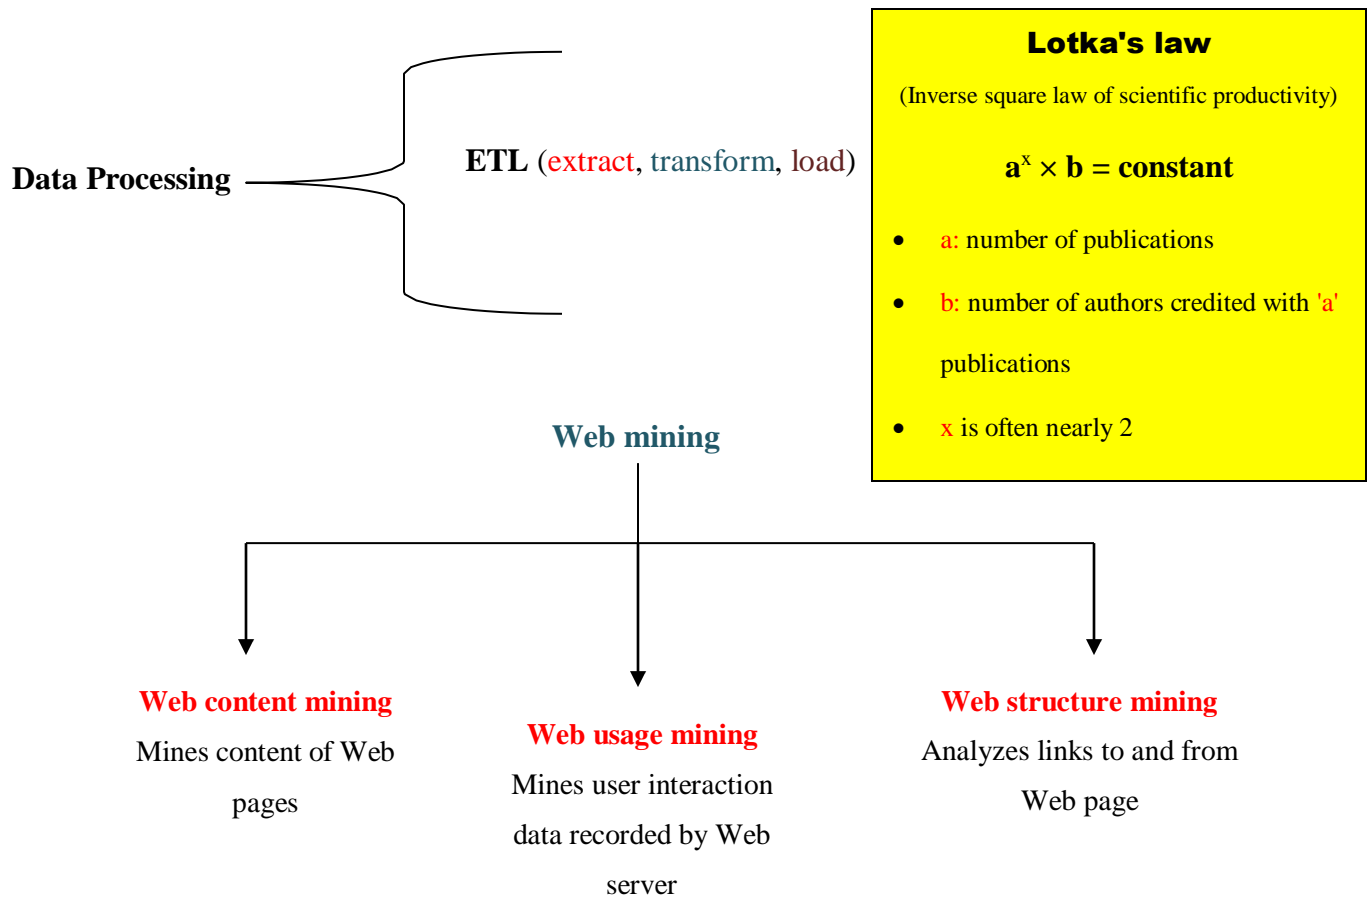 Data Processing
ETL (extract, transform, load)
Lotka's law
(Inverse square law of scientific productivity)
aˣ × b = constant
• a: number of publications
• b: number of authors credited with 'a'
publications
• x is often nearly 2
Web mining
Web content mining
Mines content of Web
pages
Web usage mining
Mines user interaction
data recorded by Web
server
Web structure mining
Analyzes links to and from
Web page